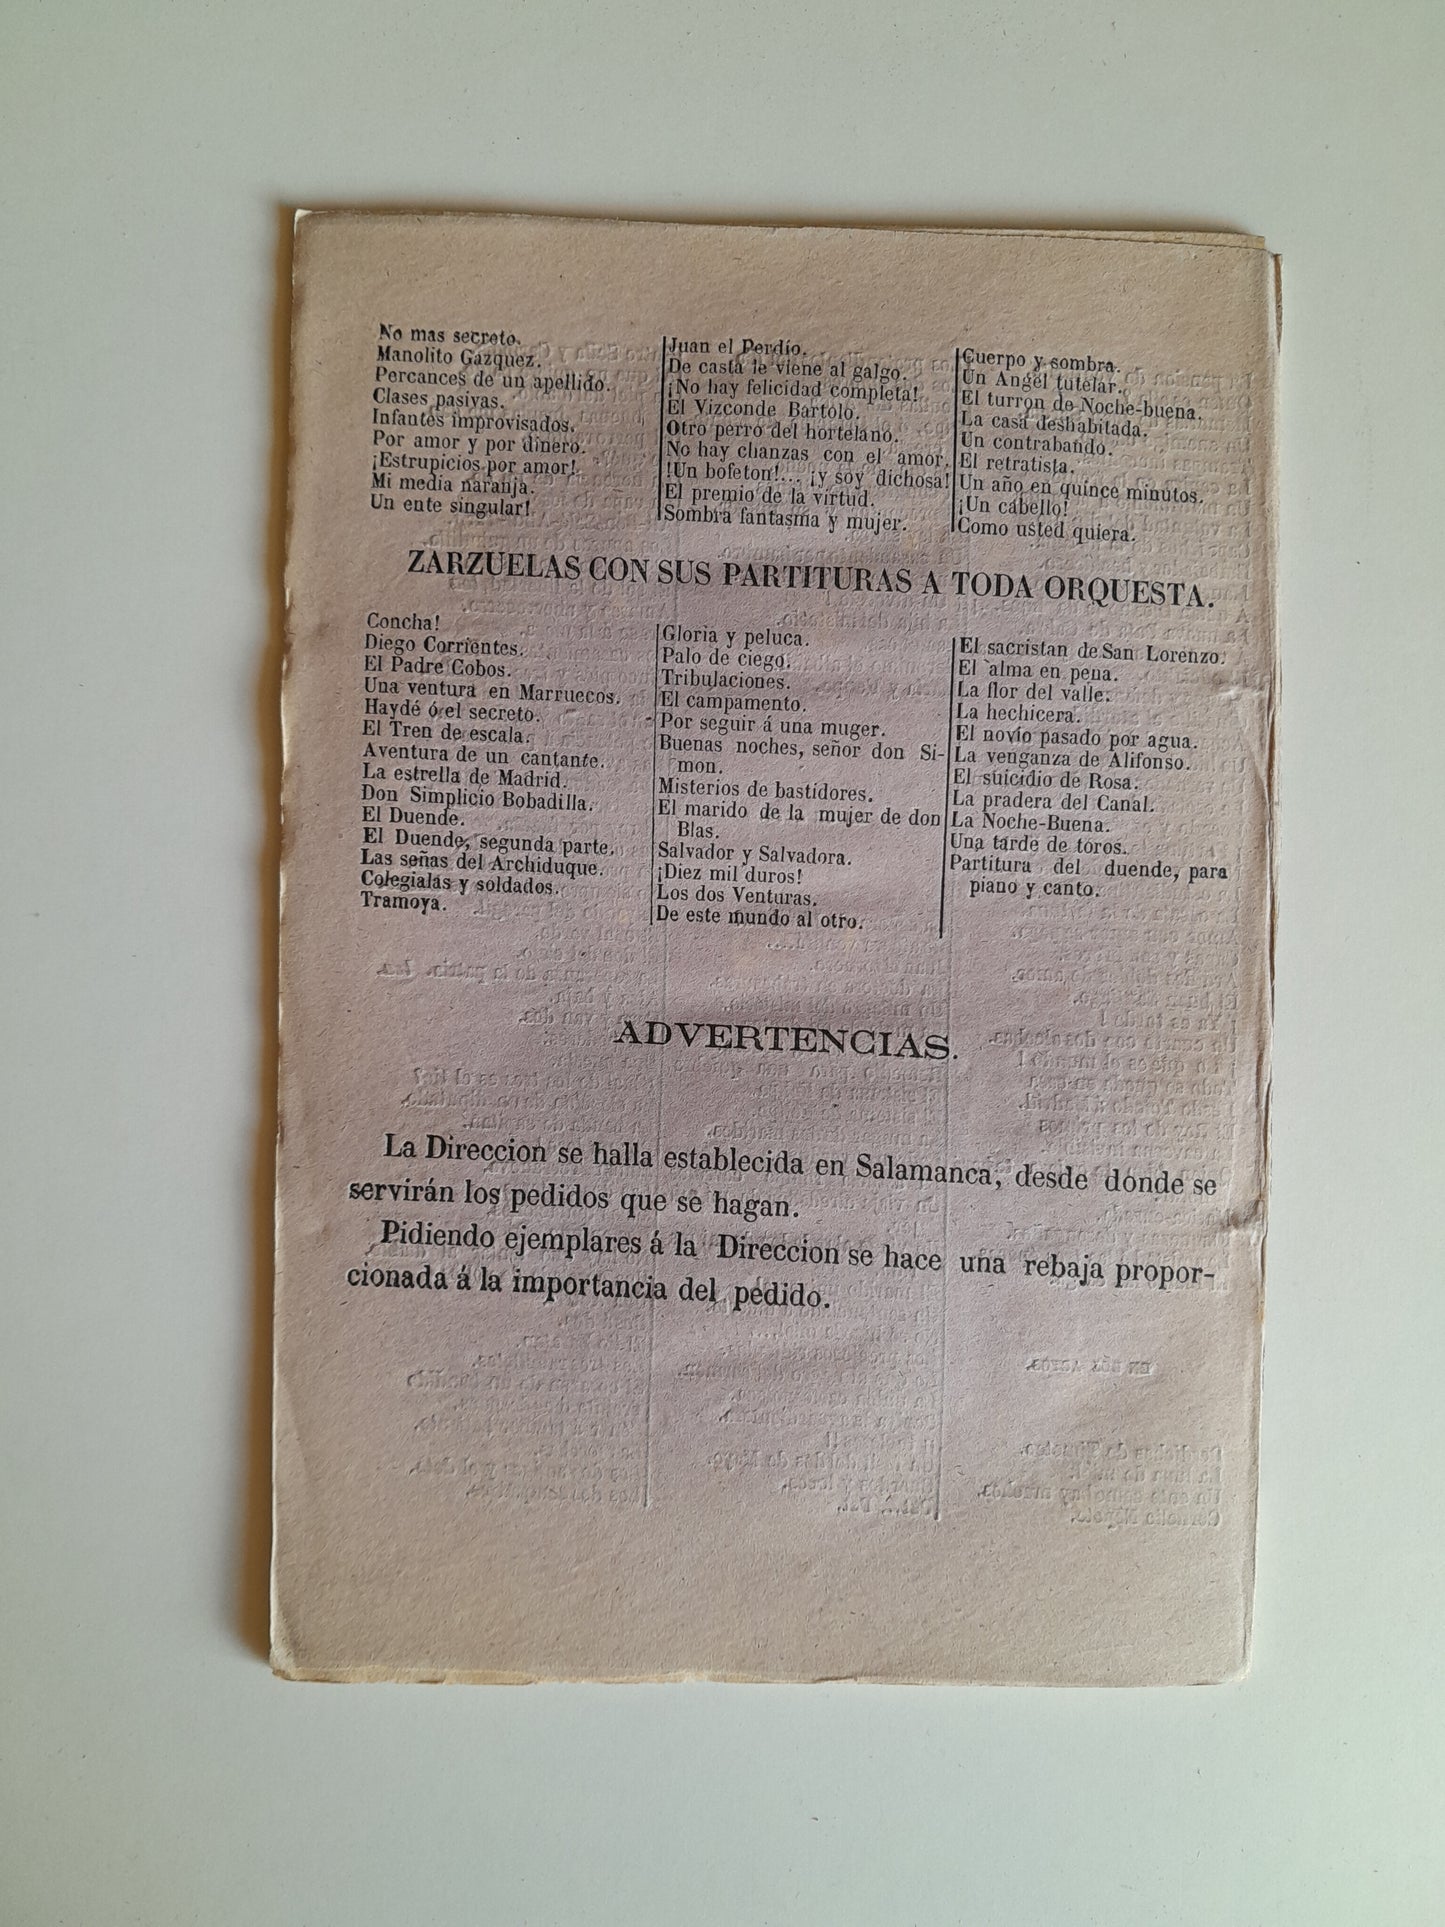 No mas secreto.
Manolito Gazquez.
Percances de un apellido.
Clases pasivas.
Infantes improvisados.
Por amor y por dinero.
¡Estrupicios por amor!
Mi media naranja.
Un ente singular!
Juan el Perdío.
De casta le viene al galgo.
¡No hay felicidad completa!
El Vizconde Bartolo.
Otro perro del hortelano.
No hay chanzas con el amor.
!Un bofeton!... ¡y soy dichosa!
El premio de la virtud.
Sombra fantasma y mujer.
Cuerpo y sombra.
Un Angel tutelar.
El turron de Noche-buena.
La casa deshabitada.
Un contrabando.
El retratista.
Un año en quince minutos.
¡Un cabello!
Como usted quiera.
ZARZUELAS CON SUS PARTITURAS A TODA ORQUESTA.
Concha!
Diego Corrientes.
El Padre Cobos.
Una ventura en Marruecos.
Haydé ó el secreto.
El Tren de escala.
Aventura de un cantante.
La estrella de Madrid.
Don Simplicio Bobadilla.
El Duende.
El Duende, segunda parte.
Las señas del Archiduque.
Colegialas y soldados.
Tramoya.
Gloria y peluca.
Palo de ciego.
Tribulaciones.
El campamento.
Por seguir á una muger.
Buenas noches, señor don Si-
mon.
Misterios de bastidores.
El marido de la mujer de don
Blas.
Salvador y Salvadora.
¡Diez mil duros!
Los dos Venturas.
De este mundo al otro.
El sacristan de San Lorenzo.
El alma en pena.
La flor del valle.
La hechicera.
El novio pasado por agua.
La venganza de Alifonso.
El suicidio de Rosa.
La pradera del Canal.
La Noche-Buena.
Una tarde de toros.
Partitura del duende, para
piano y canto.
ADVERTENCIAS.
La Direccion se halla establecida en Salamanca, desde donde se
servirán los pedidos que se hagan.
Pidiendo ejemplares á la Direccion se hace una rebaja propor-
cionada á la importancia del pedido.